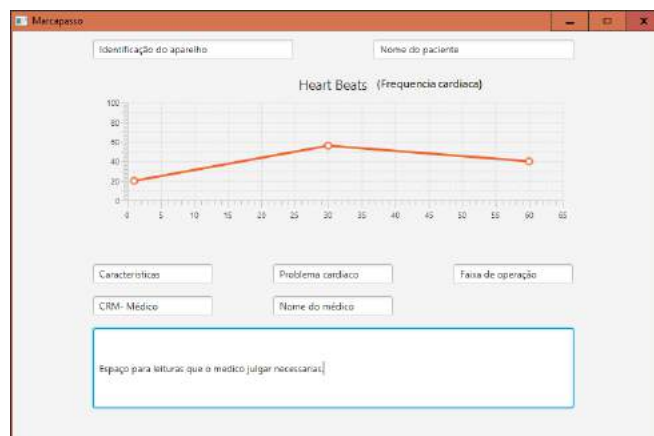 Marcapasso
Identificação do aparelho Nome do paciente
Heart Beats (Frequencia cardiaca)
100
80
60
40
20
0
0 5 10 15 20 25 30 35 40 45 50 55 60 65
Caracteristicas Problema cardiaco Faixa de operação
CRM- Médico Nome do médico
Espaço para leituras que o medico julgar necessarias.